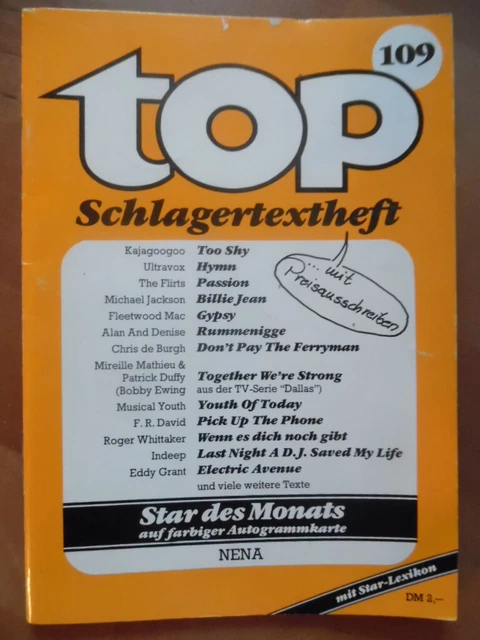 109
top
Schlagertextheft
... mit
Preisausschreiben
Kajagoogoo Too Shy
Ultravox Hymn
The Flirts Passion
Michael Jackson Billie Jean
Fleetwood Mac Gypsy
Alan And Denise Rummenigge
Chris de Burgh Don't Pay The Ferryman
Mireille Mathieu &
Patrick Duffy Together We're Strong
(Bobby Ewing aus der TV-Serie "Dallas")
Musical Youth Youth Of Today
F. R. David Pick Up The Phone
Roger Whittaker Wenn es dich noch gibt
Indeep Last Night A D.J. Saved My Life
Eddy Grant Electric Avenue
und viele weitere Texte
Star des Monats
auf farbiger Autogrammkarte
NENA
mit Star-Lexikon
DM 2,–